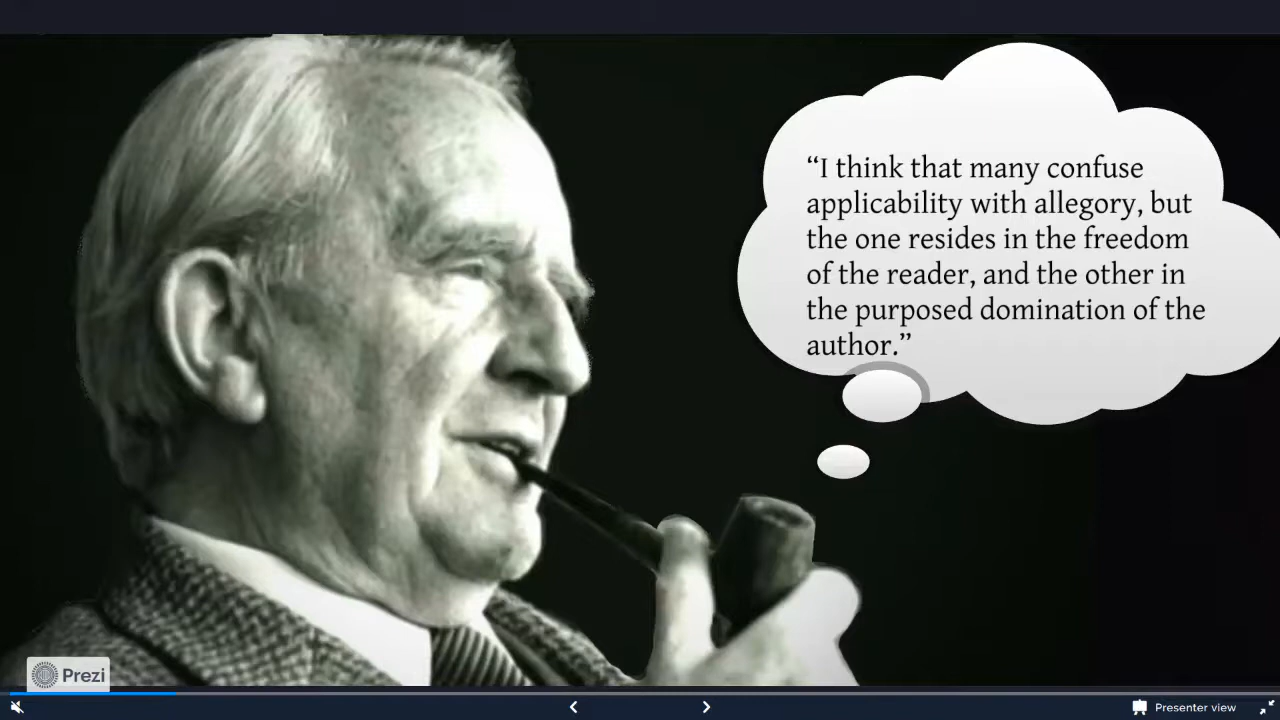 “I think that many confuse
applicability with allegory, but
the one resides in the freedom
of the reader, and the other in
the purposed domination of the
author.”
Prezi
Presenter view